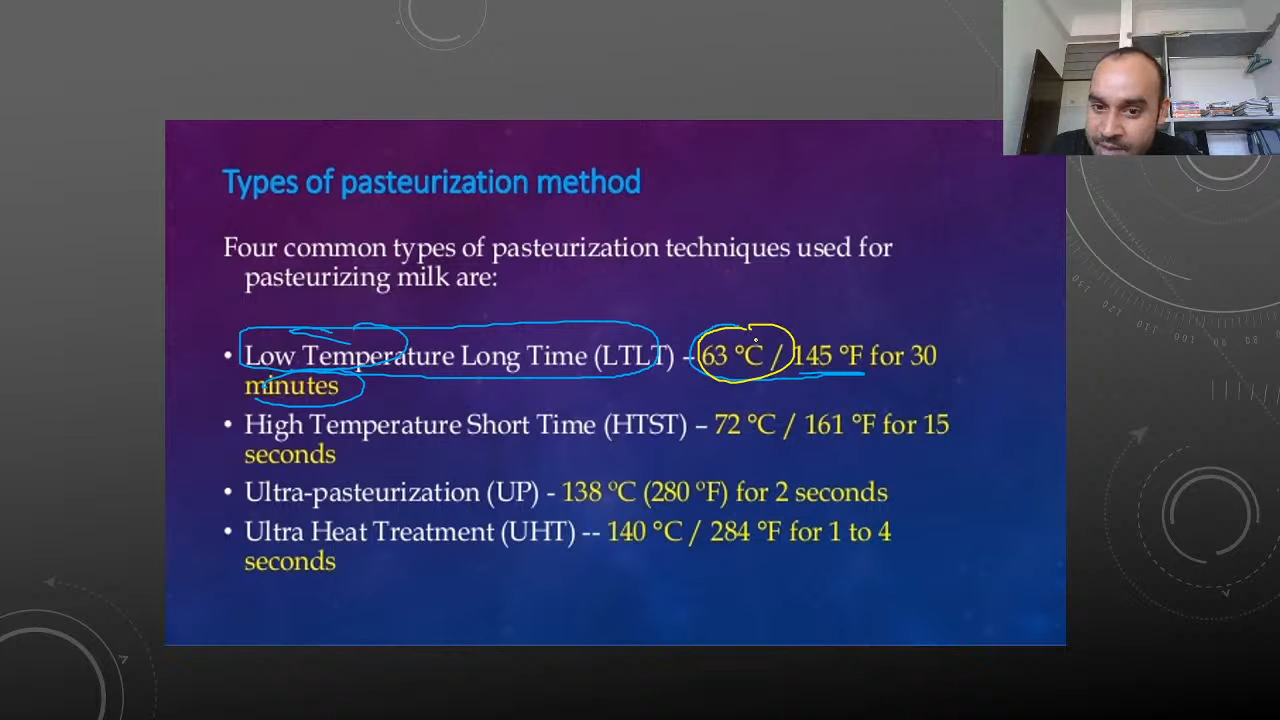 Types of pasteurization method
Four common types of pasteurization techniques used for
pasteurizing milk are:
• Low Temperature Long Time (LTLT) – 63 °C / 145 °F for 30
minutes
• High Temperature Short Time (HTST) – 72 °C / 161 °F for 15
seconds
• Ultra-pasteurization (UP) - 138 °C (280 °F) for 2 seconds
• Ultra Heat Treatment (UHT) -- 140 °C / 284 °F for 1 to 4
seconds